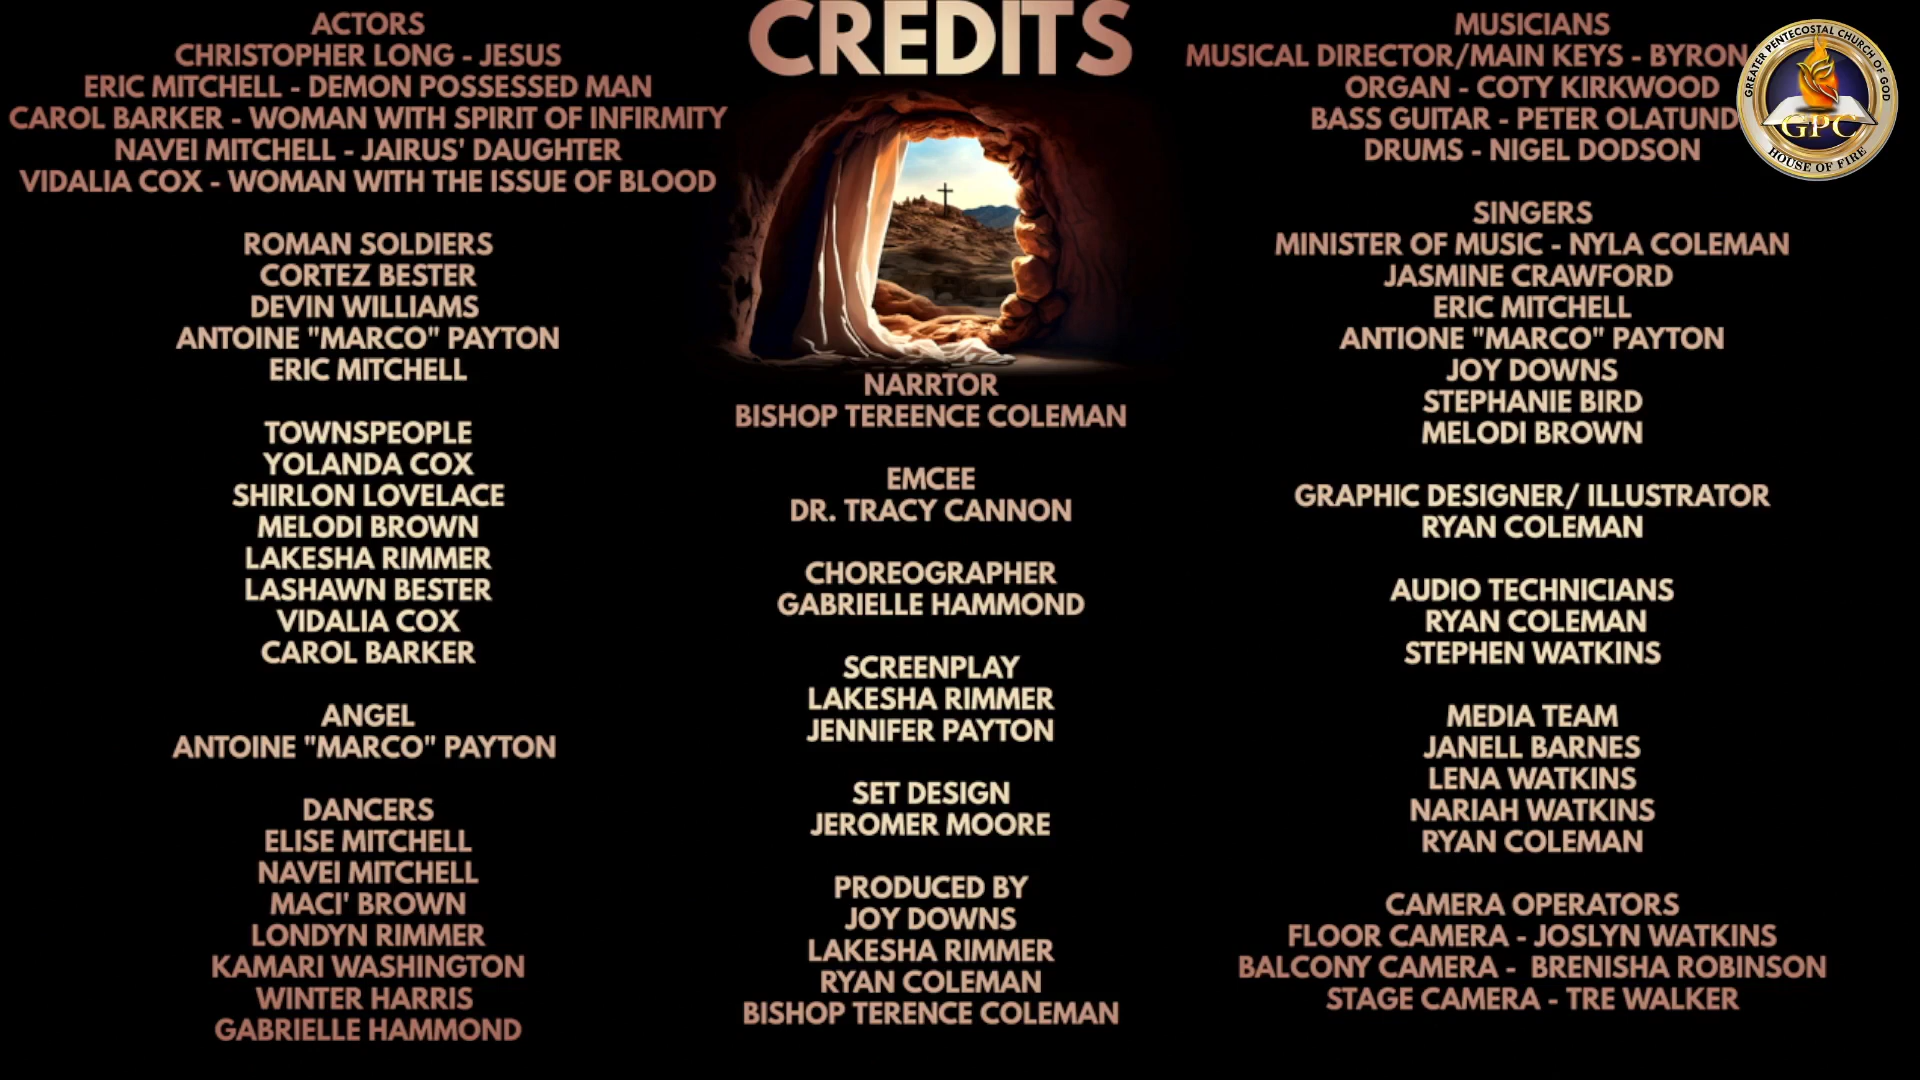 ACTORS
CHRISTOPHER LONG - JESUS
ERIC MITCHELL - DEMON POSSESSED MAN
CAROL BARKER - WOMAN WITH SPIRIT OF INFIRMITY
NAVEI MITCHELL - JAIRUS' DAUGHTER
VIDALIA COX - WOMAN WITH THE ISSUE OF BLOOD
ROMAN SOLDIERS
CORTEZ BESTER
DEVIN WILLIAMS
ANTOINE "MARCO" PAYTON
ERIC MITCHELL
TOWNSPEOPLE
YOLANDA COX
SHIRLON LOVELACE
MELODI BROWN
LAKESHA RIMMER
LASHAWN BESTER
VIDALIA COX
CAROL BARKER
ANGEL
ANTOINE "MARCO" PAYTON
DANCERS
ELISE MITCHELL
NAVEI MITCHELL
MACI' BROWN
LONDYN RIMMER
KAMARI WASHINGTON
WINTER HARRIS
GABRIELLE HAMMOND
CREDITS
NARRTOR
BISHOP TEREENCE COLEMAN
EMCEE
DR. TRACY CANNON
CHOREOGRAPHER
GABRIELLE HAMMOND
SCREENPLAY
LAKESHA RIMMER
JENNIFER PAYTON
SET DESIGN
JEROMER MOORE
PRODUCED BY
JOY DOWNS
LAKESHA RIMMER
RYAN COLEMAN
BISHOP TERENCE COLEMAN
MUSICIANS
MUSICAL DIRECTOR/MAIN KEYS - BYRON
ORGAN - COTY KIRKWOOD
BASS GUITAR - PETER OLATUND
DRUMS - NIGEL DODSON
SINGERS
MINISTER OF MUSIC - NYLA COLEMAN
JASMINE CRAWFORD
ERIC MITCHELL
ANTIONE "MARCO" PAYTON
JOY DOWNS
STEPHANIE BIRD
MELODI BROWN
GRAPHIC DESIGNER/ ILLUSTRATOR
RYAN COLEMAN
AUDIO TECHNICIANS
RYAN COLEMAN
STEPHEN WATKINS
MEDIA TEAM
JANELL BARNES
LENA WATKINS
NARIAH WATKINS
RYAN COLEMAN
CAMERA OPERATORS
FLOOR CAMERA - JOSLYN WATKINS
BALCONY CAMERA -  BRENISHA ROBINSON
STAGE CAMERA - TRE WALKER
GREATER PENTECOSTAL CHURCH OF GOD
GPC
HOUSE OF FIRE